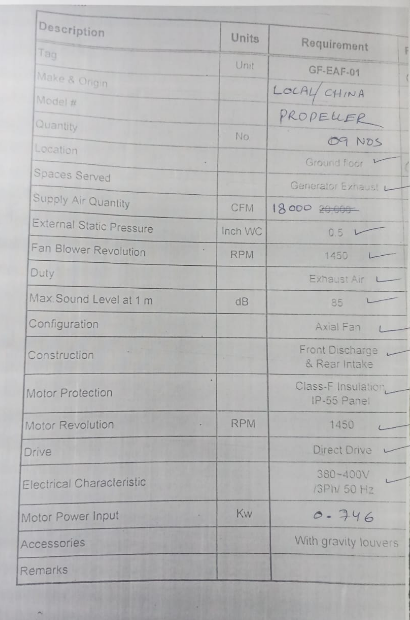 Description Units Requirement
Tag Unit GF-EAF-01
Make & Origin LOCAL/CHINA
Model # PROPELLER
Quantity No. 09 NOS
Location Ground floor
Spaces Served Generator Exhaust
Supply Air Quantity CFM 18000 20,000
External Static Pressure Inch WC 0.5
Fan Blower Revolution RPM 1450
Duty Exhaust Air
Max Sound Level at 1 m dB 85
Configuration Axial Fan
Construction Front Discharge
& Rear Intake
Motor Protection Class-F Insulation
IP-55 Panel
Motor Revolution RPM 1450
Drive Direct Drive
Electrical Characteristic 380~400V
/3Ph/ 50 Hz
Motor Power Input Kw 0.746
Accessories With gravity louvers
Remarks